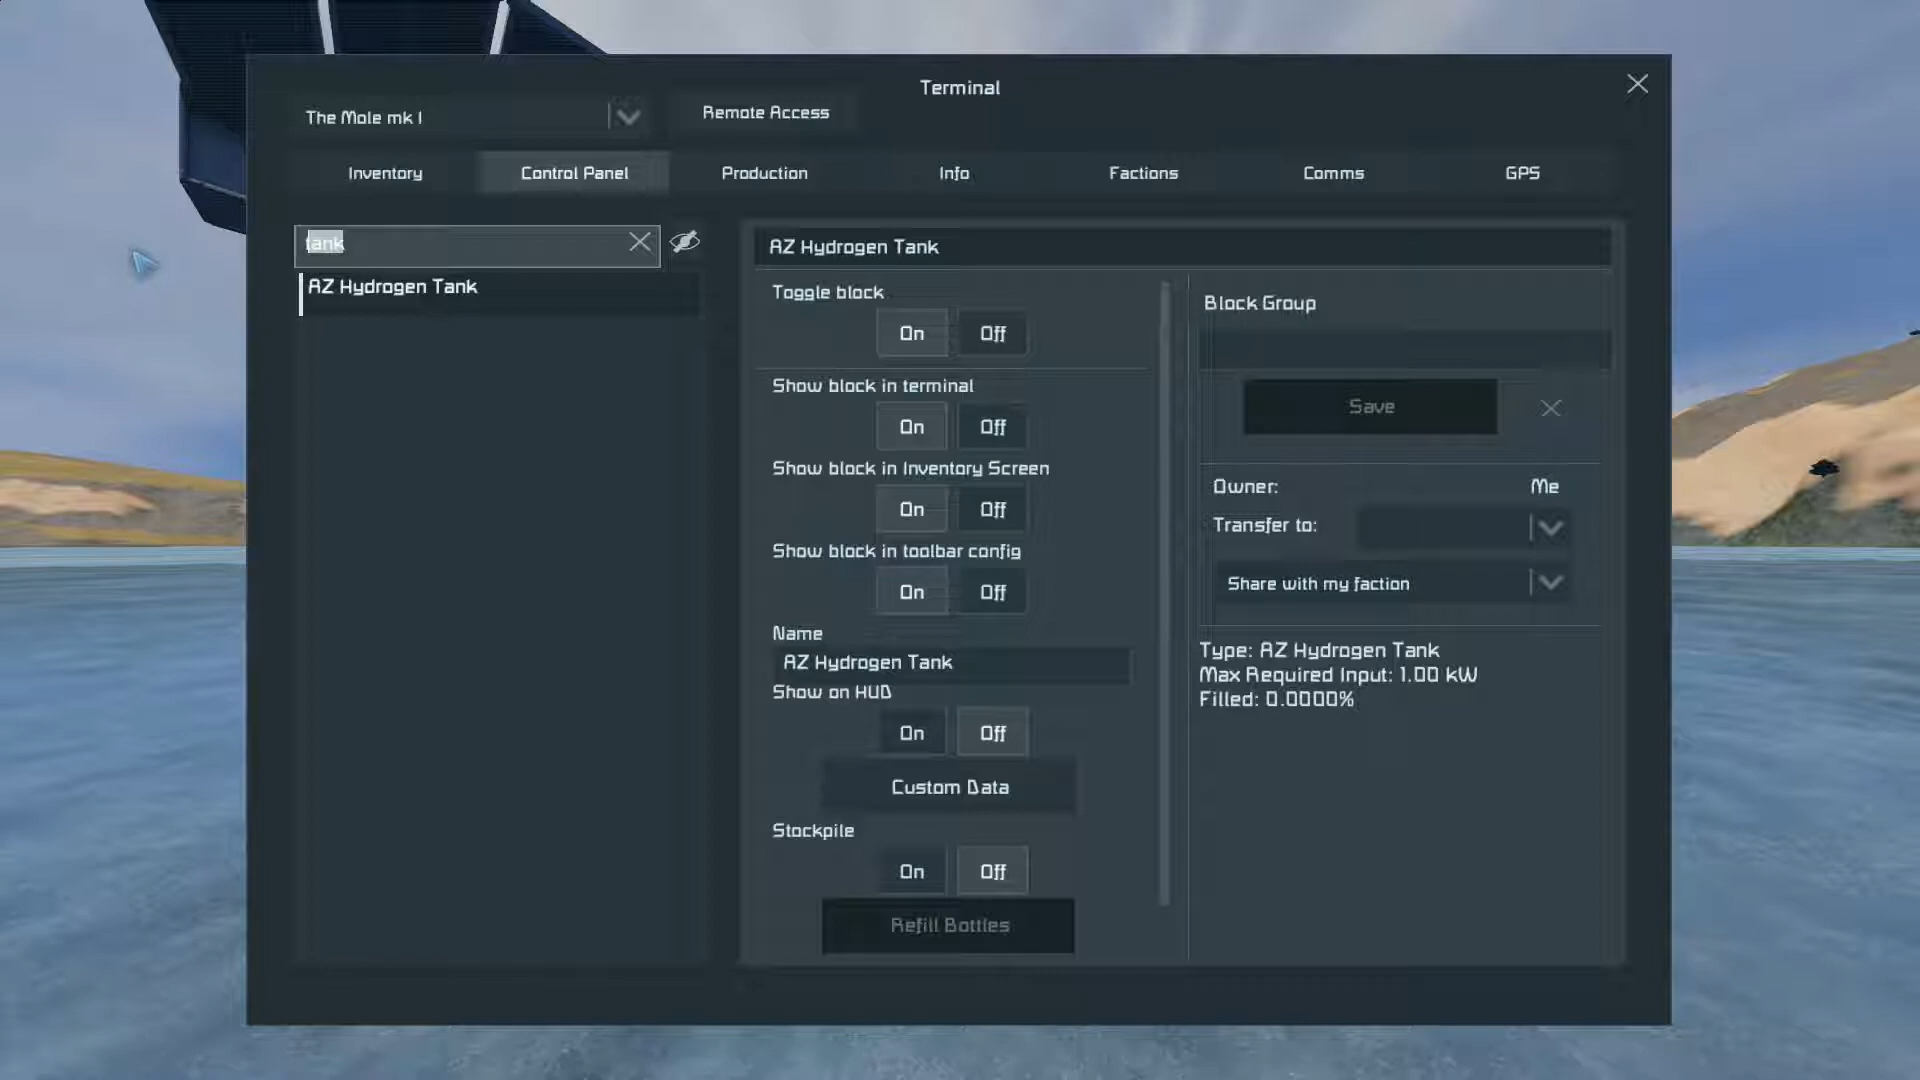 Terminal
The Mole mk I
Remote Access
Inventory
Control Panel
Production
Info
Factions
Comms
GPS
tank
AZ Hydrogen Tank
AZ Hydrogen Tank
Toggle block
On
Off
Show block in terminal
On
Off
Show block in Inventory Screen
On
Off
Show block in toolbar config
On
Off
Name
AZ Hydrogen Tank
Show on HUD
On
Off
Custom Data
Stockpile
On
Off
Refill Bottles
Block Group
Save
Owner:
Me
Transfer to:
Share with my faction
Type: AZ Hydrogen Tank
Max Required Input: 1.00 kW
Filled: 0.0000%